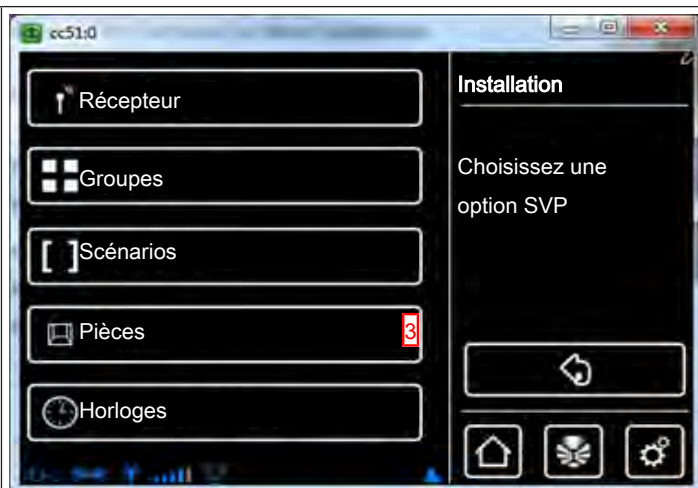 cc51:0
Récepteur
Groupes
Scénarios
Pièces
3
Horloges
Installation
Choisissez une
option SVP